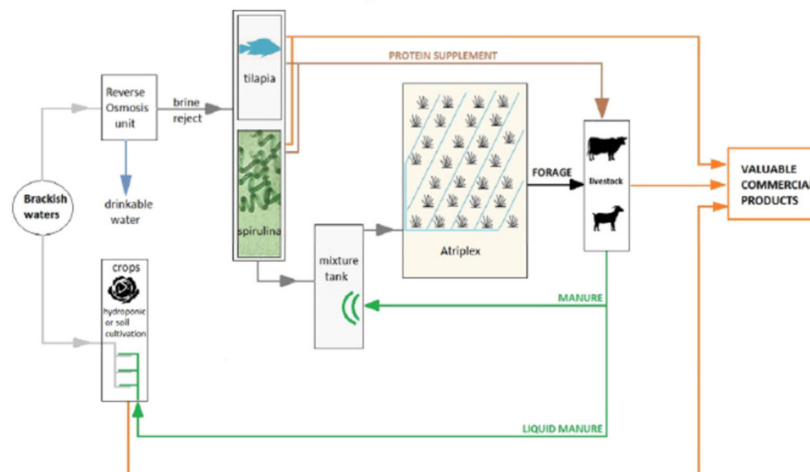 PROTEIN SUPPLEMENT
tilapia
Reverse
Osmosis
unit
brine
reject
Brackish
waters
drinkable
water
spirulina
FORAGE
livestock
VALUABLE
COMMERCIAL
PRODUCTS
mixture
tank
Atriplex
crops
hydroponic
or soil
cultivation
MANURE
LIQUID MANURE